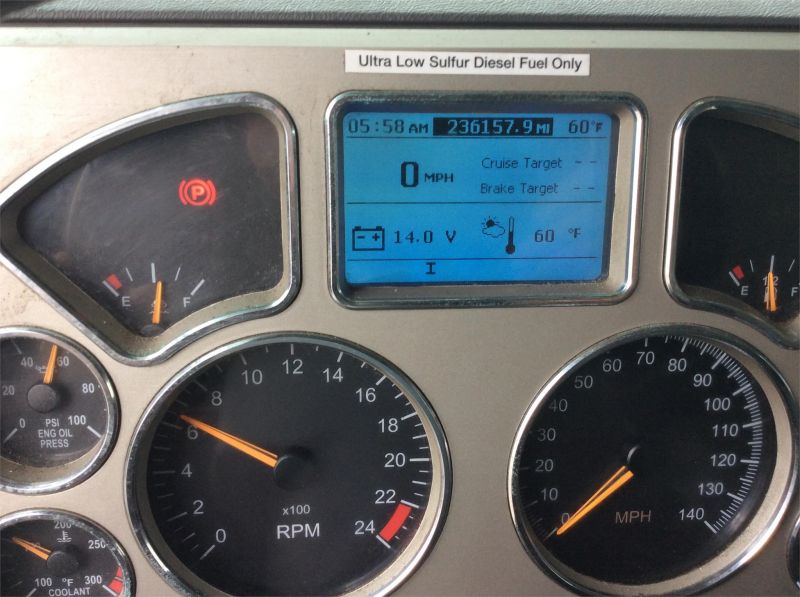 Ultra Low Sulfur Diesel Fuel Only
05:58 AM 236157.9 MI 60°F
0 MPH
Cruise Target --
Brake Target --
14.0 V 60 °F
I
P
E F
E 1/2 F
0 20 40 60 80 100
PSI
ENG OIL
PRESS
0 2 4 6 8 10 12 14 16 18 20 22 24
x100
RPM
0 10 20 30 40 50 60 70 80 90 100 110 120 130 140
MPH
100 200 250 300
°F
COOLANT